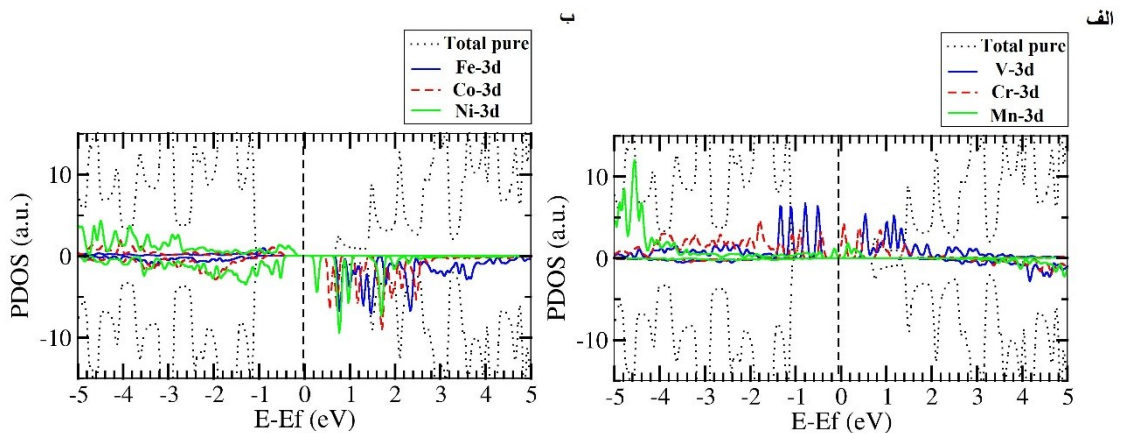 ب
الف
Total pure
Fe-3d
Co-3d
Ni-3d
PDOS (a.u.)
10
0
-10
-5 -4 -3 -2 -1 0 1 2 3 4 5
E-Ef (eV)
Total pure
V-3d
Cr-3d
Mn-3d
PDOS (a.u.)
10
0
-10
-5 -4 -3 -2 -1 0 1 2 3 4 5
E-Ef (eV)